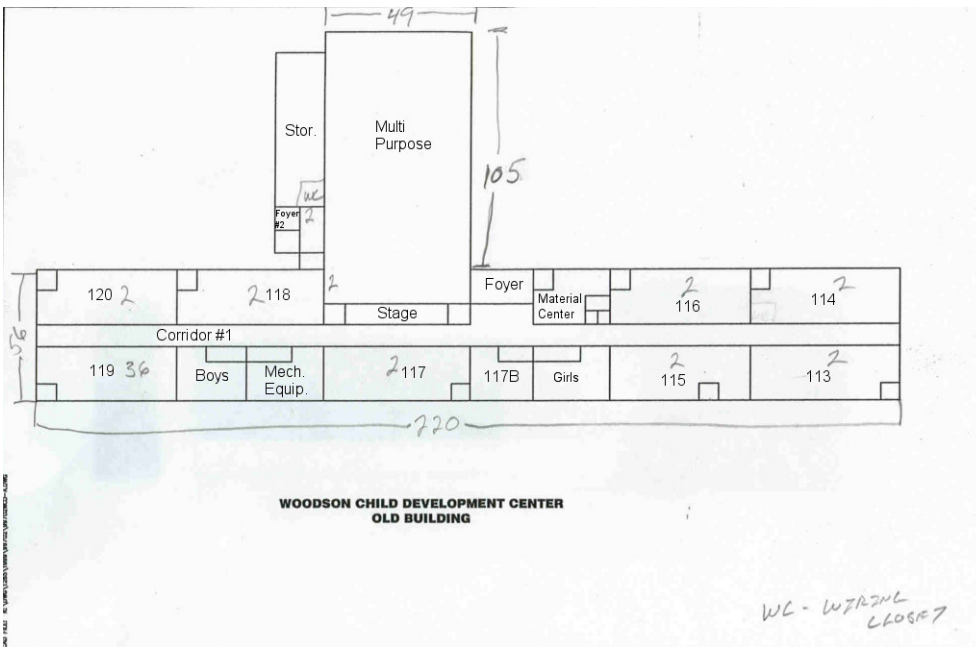 49
Stor.
Multi
Purpose
105
WC
Foyer
#2
2
2
120 2
2 118
Foyer
Material
Center
2
116
2
114
Stage
56
Corridor #1
119 36
Boys
Mech.
Equip.
2 117
117B
Girls
2
115
2
113
220
WOODSON CHILD DEVELOPMENT CENTER
OLD BUILDING
WC - WIRING
CLOSET